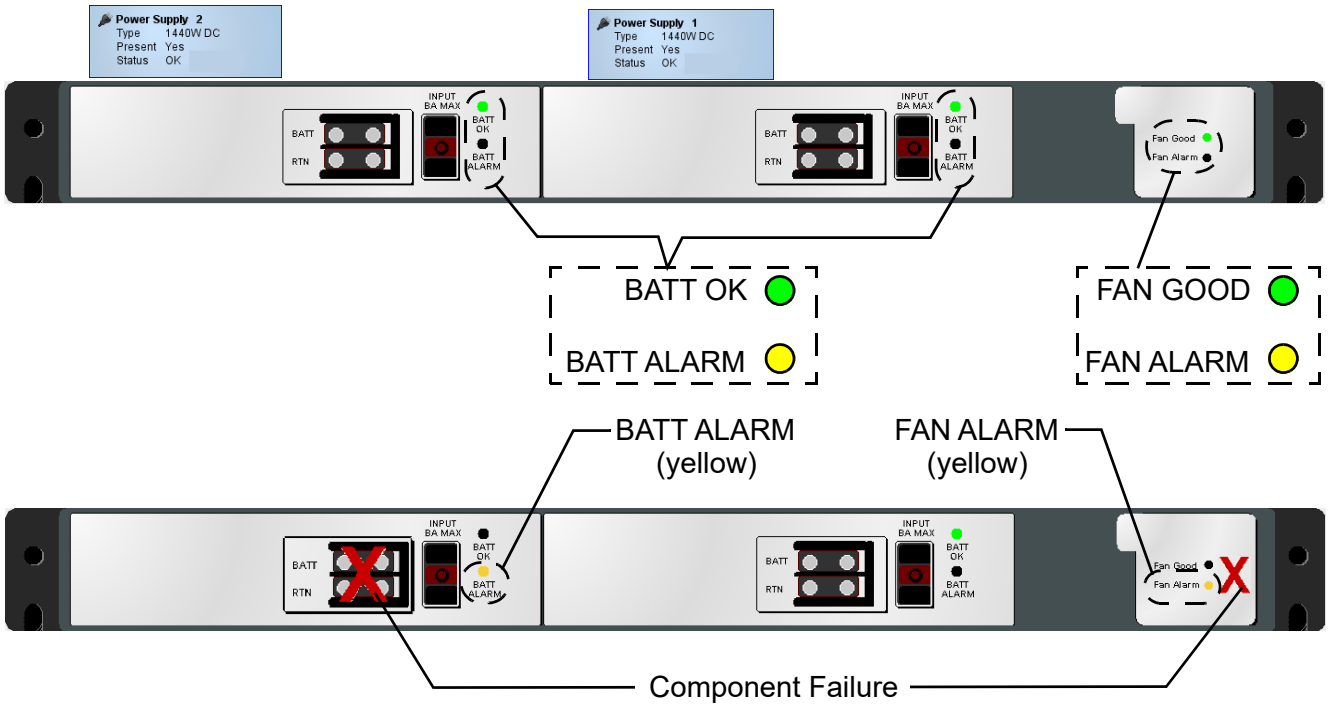 Power Supply 2
Type 1440W DC
Present Yes
Status OK
Power Supply 1
Type 1440W DC
Present Yes
Status OK
INPUT
BA MAX
BATT
RTN
BATT
OK
BATT
ALARM
INPUT
BA MAX
BATT
RTN
BATT
OK
BATT
ALARM
Fan Good
Fan Alarm
BATT OK
BATT ALARM
FAN GOOD
FAN ALARM
BATT ALARM
(yellow)
FAN ALARM
(yellow)
INPUT
BA MAX
BATT
RTN
BATT
OK
BATT
ALARM
INPUT
BA MAX
BATT
RTN
BATT
OK
BATT
ALARM
Fan Good
Fan Alarm
Component Failure